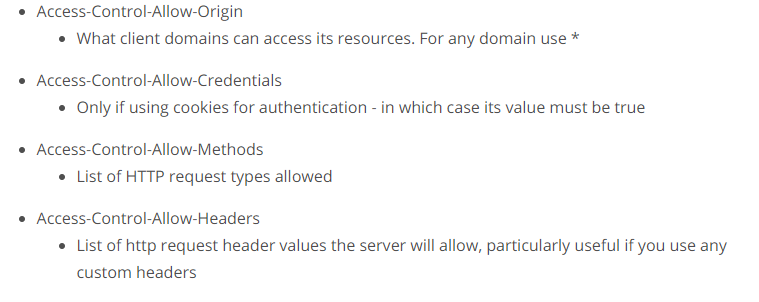 Access-Control-Allow-Origin
What client domains can access its resources. For any domain use *
Access-Control-Allow-Credentials
Only if using cookies for authentication - in which case its value must be true
Access-Control-Allow-Methods
List of HTTP request types allowed
Access-Control-Allow-Headers
List of http request header values the server will allow, particularly useful if you use any
custom headers